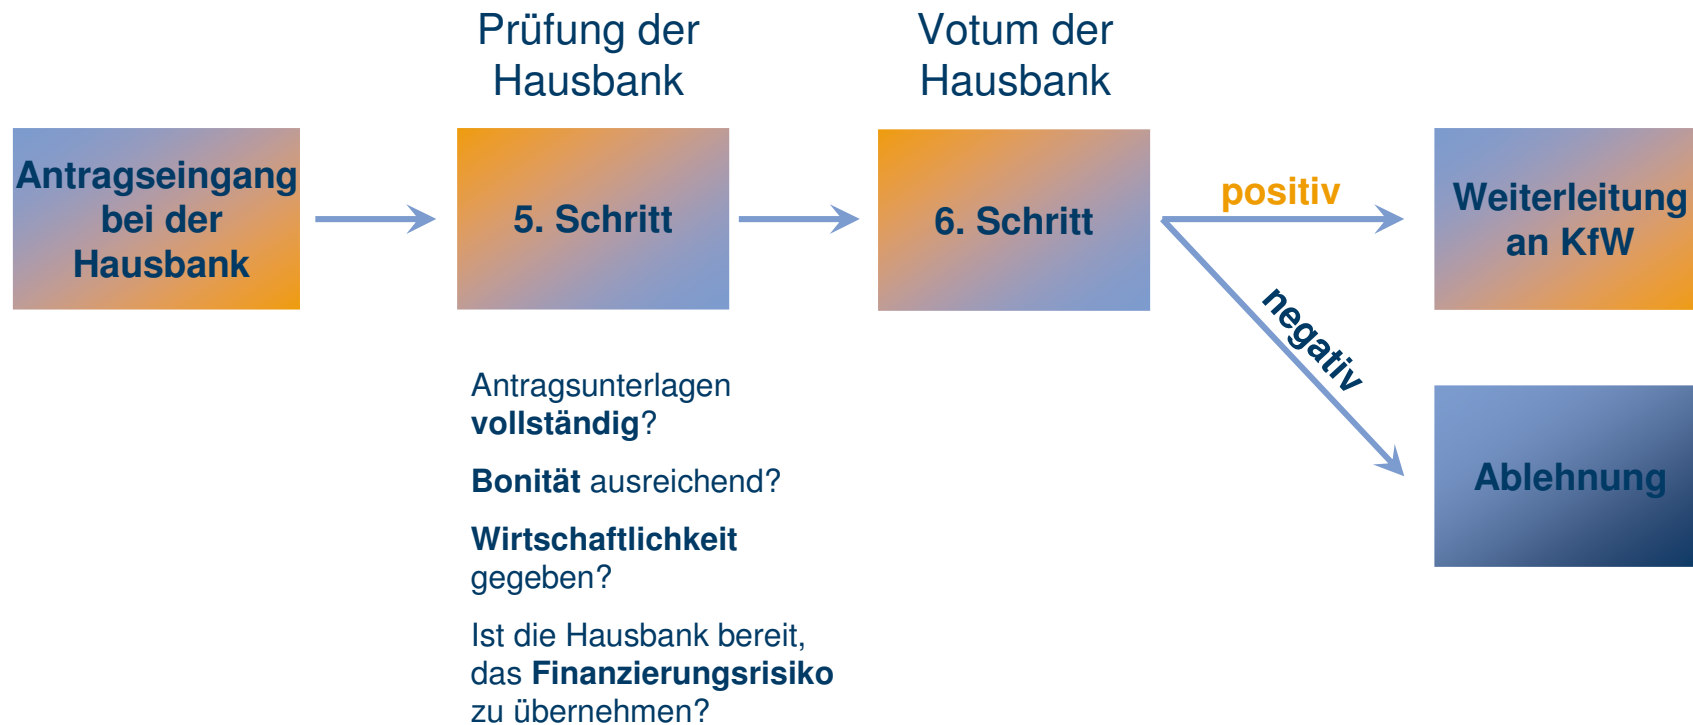 Prüfung der
Hausbank
Votum der
Hausbank
Antragseingang
bei der
Hausbank
5. Schritt
6. Schritt
positiv
negativ
Weiterleitung
an KfW
Ablehnung
Antragsunterlagen
vollständig?
Bonität ausreichend?
Wirtschaftlichkeit
gegeben?
Ist die Hausbank bereit,
das Finanzierungsrisiko
zu übernehmen?